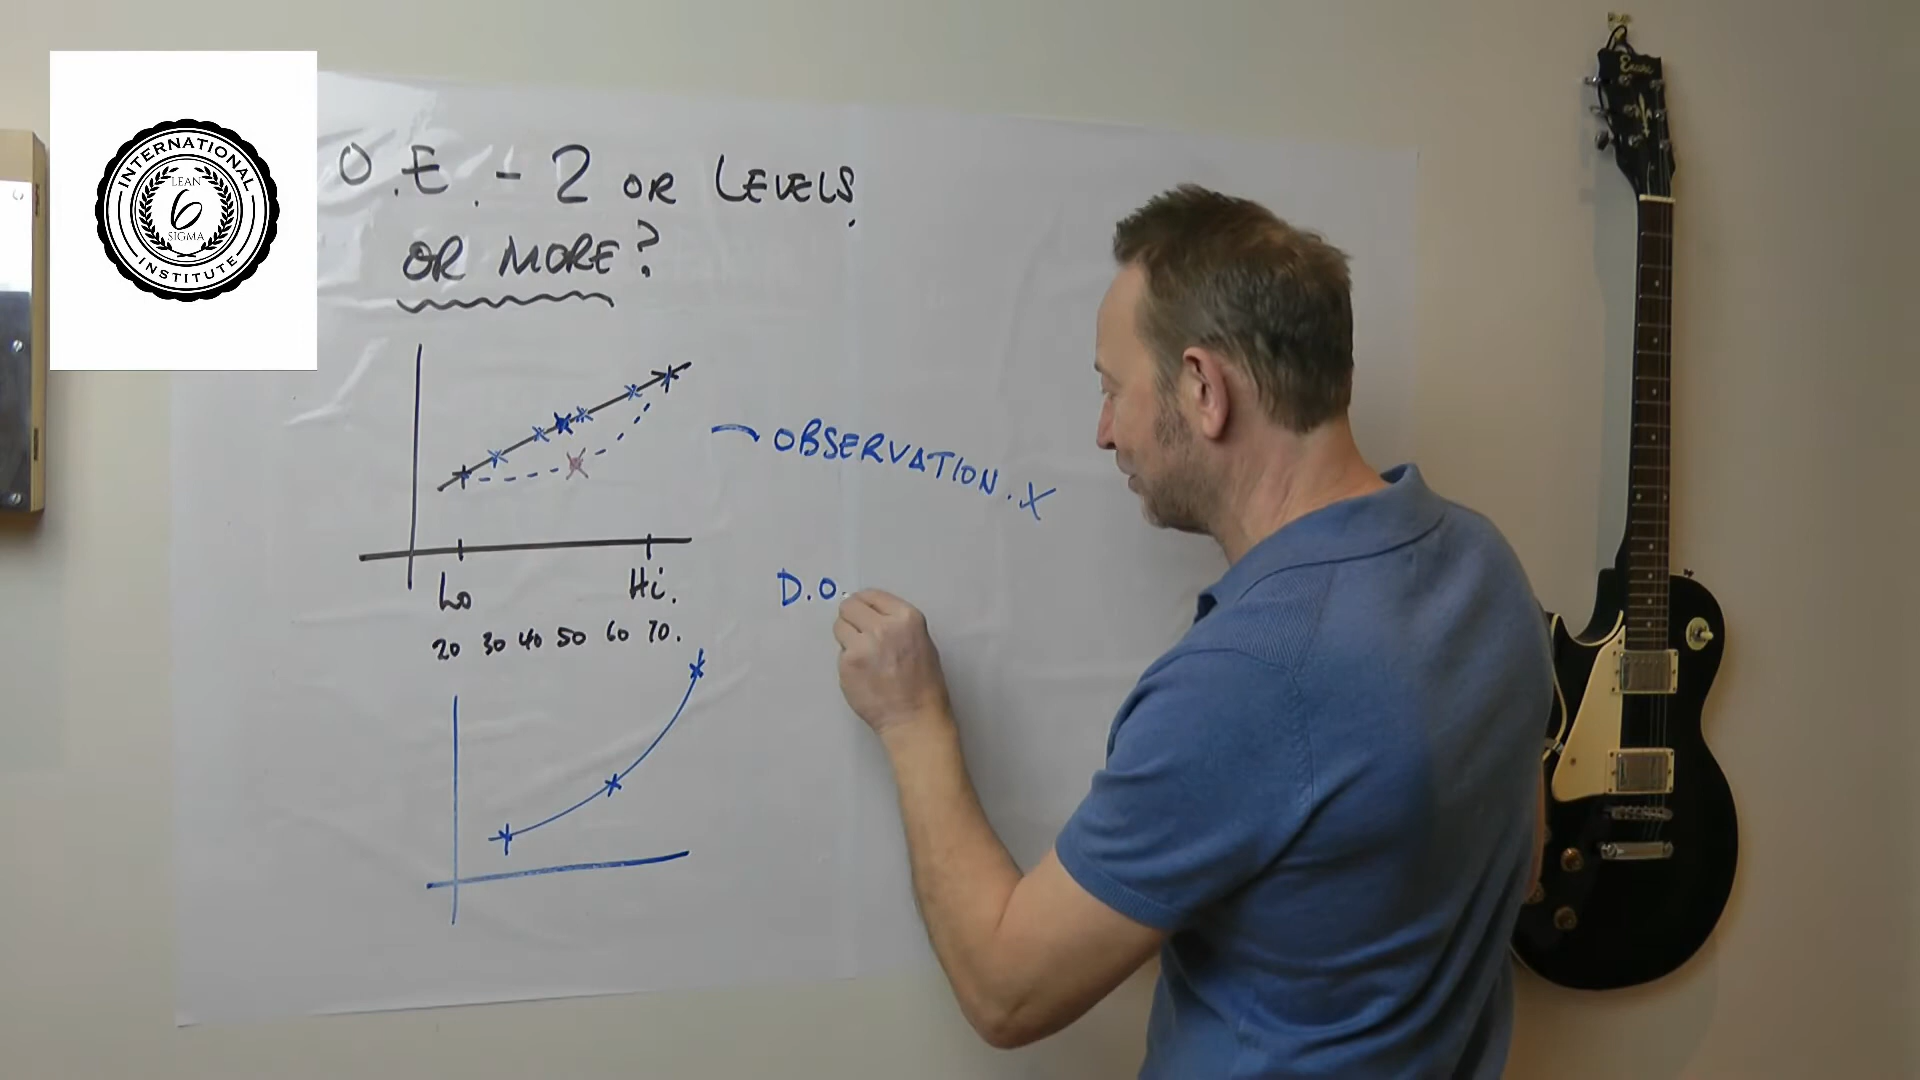 INTERNATIONAL
LEAN
6
SIGMA
INSTITUTE
O.E. - 2 OR LEVELS.
OR MORE?
OBSERVATION. X
D.O.
Lo Hi.
20 30 40 50 60 70.
Encore